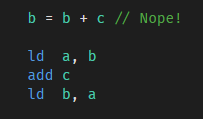 b = b + c // Nope!
ld a, b
add c
ld b, a